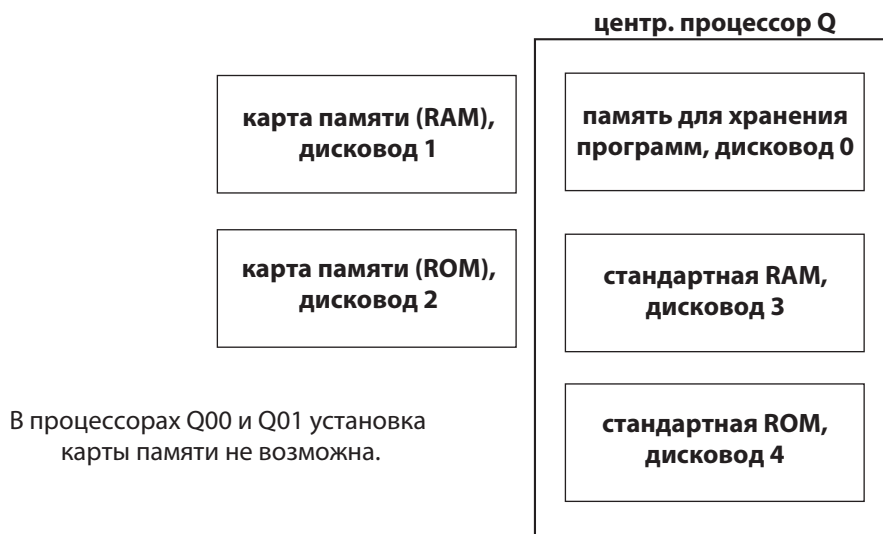 центр. процессор Q
карта памяти (RAM),
дисковод 1
память для хранения
программ, дисковод 0
карта памяти (ROM),
дисковод 2
стандартная RAM,
дисковод 3
В процессорах Q00 и Q01 установка
карты памяти не возможна.
стандартная ROM,
дисковод 4